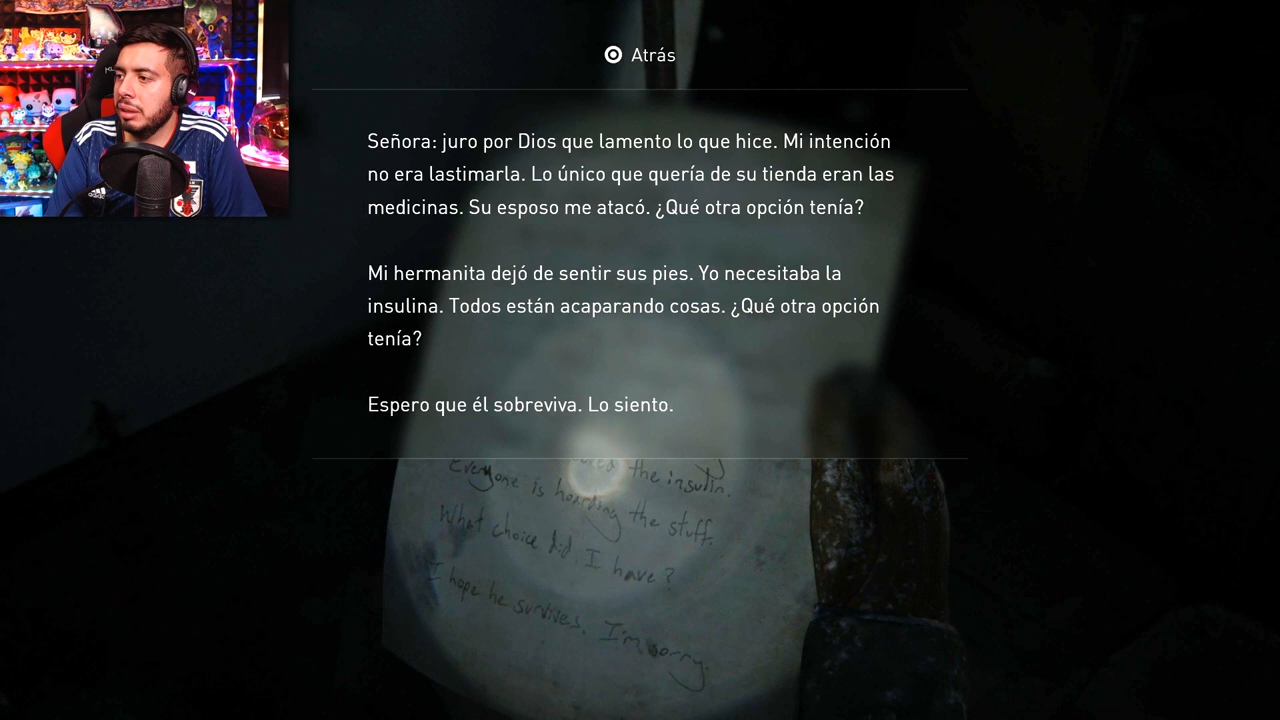 Atrás
Señora: juro por Dios que lamento lo que hice. Mi intención
no era lastimarla. Lo único que quería de su tienda eran las
medicinas. Su esposo me atacó. ¿Qué otra opción tenía?
Mi hermanita dejó de sentir sus pies. Yo necesitaba la
insulina. Todos están acaparando cosas. ¿Qué otra opción
tenía?
Espero que él sobreviva. Lo siento.
the insulin.
Everyone is hoarding the stuff.
What choice did I have?
I hope he survives. I'm sorry.
adidas